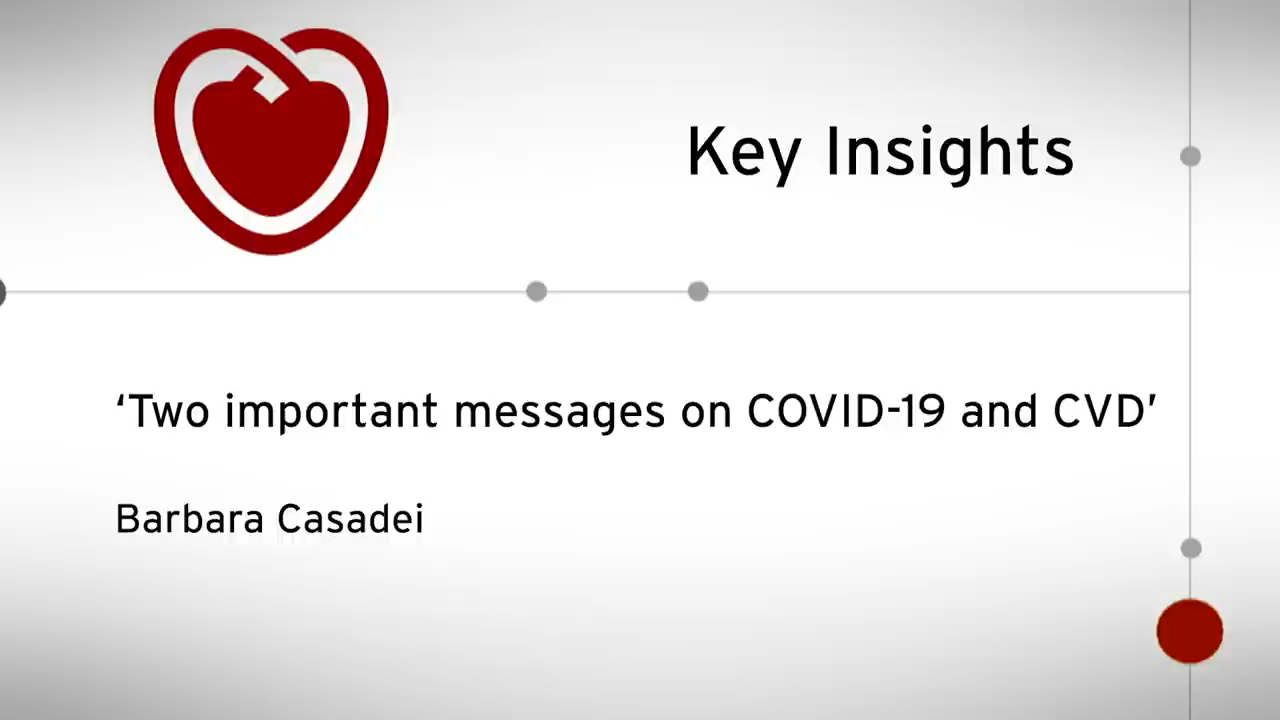 Key Insights
‘Two important messages on COVID-19 and CVD’
Barbara Casadei